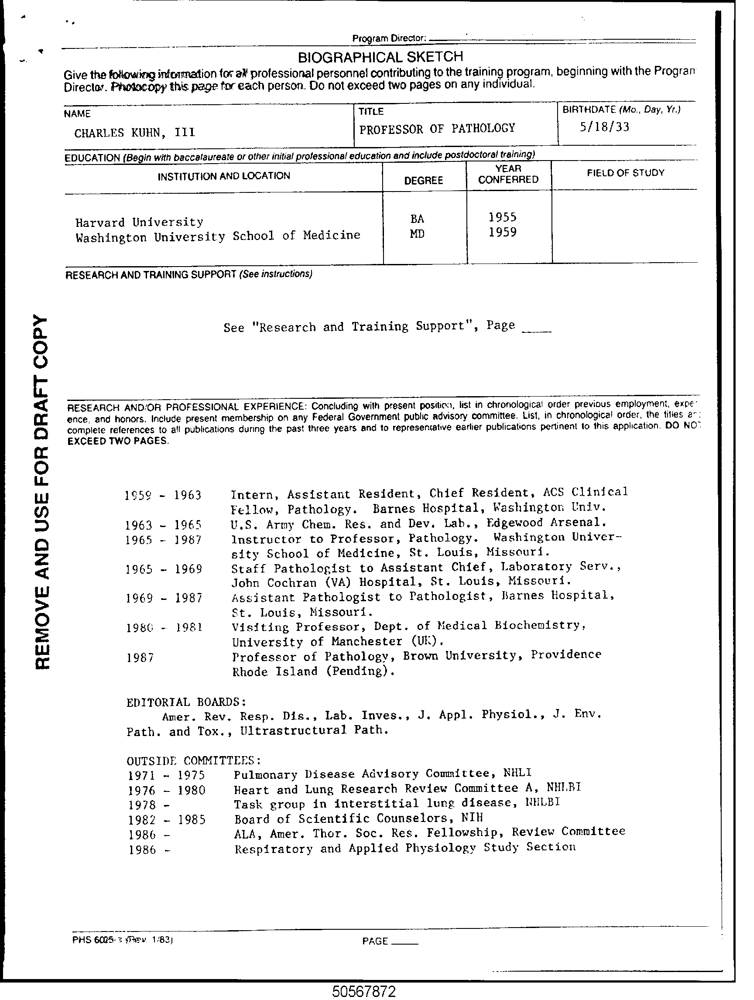 Program Director:
BIOGRAPHICAL SKETCH
Give the following information for all professional personnel contributing to the training program, beginning with the Program
Director. Photocopy this page for each person. Do not exceed two pages on any individual.
NAME
TITLE
BIRTHDATE (Mo., Day, Yr.)
CHARLES KUHN, III
PROFESSOR OF PATHOLOGY
5/18/33
EDUCATION (Begin with baccalaureate or other initial professional education and include postdoctoral training)
INSTITUTION AND LOCATION
DEGREE
YEAR
CONFERRED
FIELD OF STUDY
Harvard University BA 1955
Washington University School of Medicine MD 1959
RESEARCH AND TRAINING SUPPORT (See instructions)
See "Research and Training Support", Page ____
REMOVE AND USE FOR DRAFT COPY
RESEARCH AND/OR PROFESSIONAL EXPERIENCE: Concluding with present position, list in chronological order previous employment, exper
ence, and honors. Include present membership on any Federal Government public advisory committee. List, in chronological order, the titles a
complete references to all publications during the past three years and to representative earlier publications pertinent to this application. DO NOT
EXCEED TWO PAGES.
1959 - 1963 Intern, Assistant Resident, Chief Resident, ACS Clinical
Fellow, Pathology. Barnes Hospital, Washington Univ.
1963 - 1965 U.S. Army Chem. Res. and Dev. Lab., Edgewood Arsenal.
1965 - 1987 Instructor to Professor, Pathology. Washington Univer-
sity School of Medicine, St. Louis, Missouri.
1965 - 1969 Staff Pathologist to Assistant Chief, Laboratory Serv.,
John Cochran (VA) Hospital, St. Louis, Missouri.
1969 - 1987 Assistant Pathologist to Pathologist, Barnes Hospital,
St. Louis, Missouri.
1980 - 1981 Visiting Professor, Dept. of Medical Biochemistry,
University of Manchester (UK).
1987 Professor of Pathology, Brown University, Providence
Rhode Island (Pending).
EDITORIAL BOARDS:
Amer. Rev. Resp. Dis., Lab. Inves., J. Appl. Physiol., J. Env.
Path. and Tox., Ultrastructural Path.
OUTSIDE COMMITTEES:
1971 - 1975 Pulmonary Disease Advisory Committee, NHLI
1976 - 1980 Heart and Lung Research Review Committee A, NHLBI
1978 - Task group in interstitial lung disease, NHLBI
1982 - 1985 Board of Scientific Counselors, NIH
1986 - ALA, Amer. Thor. Soc. Res. Fellowship, Review Committee
1986 - Respiratory and Applied Physiology Study Section
PHS 6025-3 (Rev. 1/83)
PAGE ____
50567872